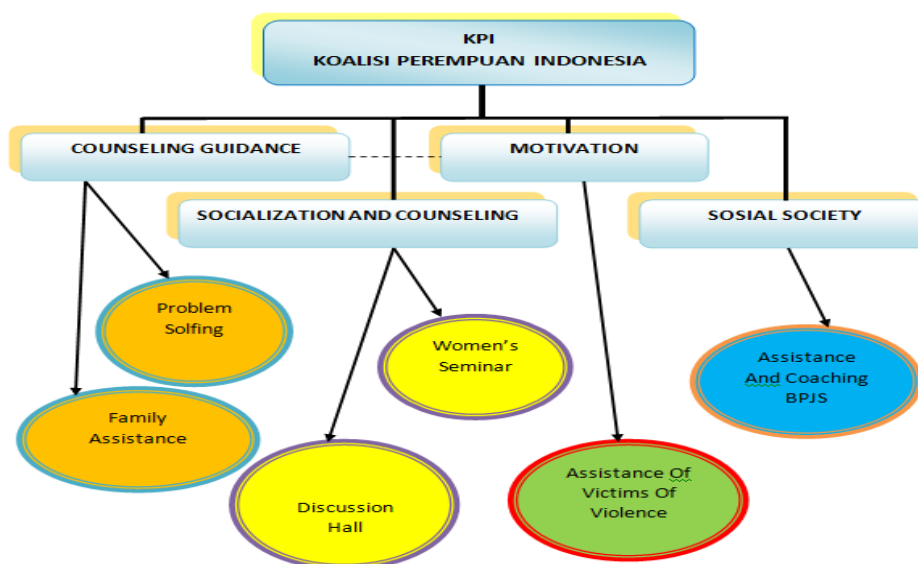 KPI
KOALISI PEREMPUAN INDONESIA
COUNSELING GUIDANCE
MOTIVATION
SOCIALIZATION AND COUNSELING
SOSIAL SOCIETY
Problem
Solfing
Family
Assistance
Women's
Seminar
Discussion
Hall
Assistance Of
Victims Of
Violence
Assistance
And Coaching
BPJS